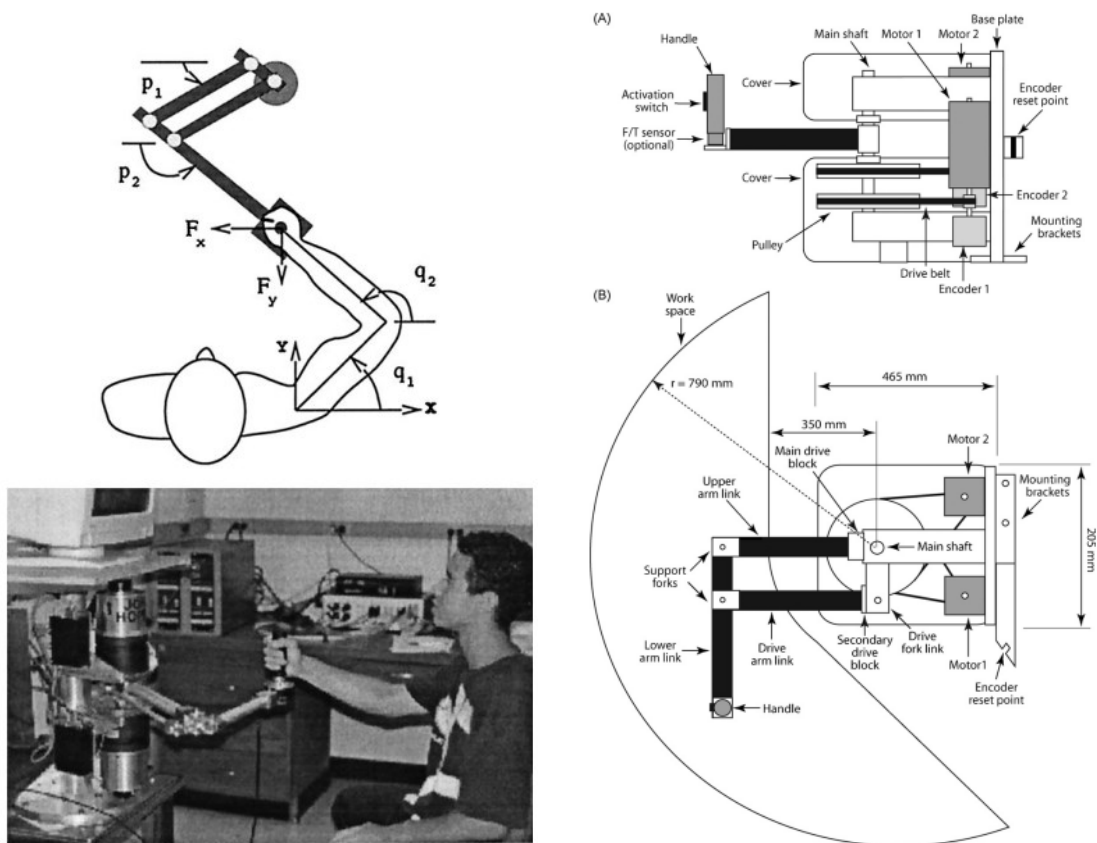 p1
p2
Fx
Fy
q2
q1
Y
x
(A)
Handle
Main shaft
Motor 1
Motor 2
Base plate
Cover
Activation
switch
Encoder
reset point
F/T sensor
(optional)
Cover
Encoder 2
Mounting
brackets
Pulley
Drive belt
Encoder 1
(B)
Work
space
r = 790 mm
465 mm
350 mm
Main drive
block
Motor 2
Upper
arm link
Mounting
brackets
Main shaft
205 mm
Support
forks
Lower
arm link
Drive
arm link
Secondary
drive
block
Drive
fork link
Motor1
Encoder
reset point
Handle